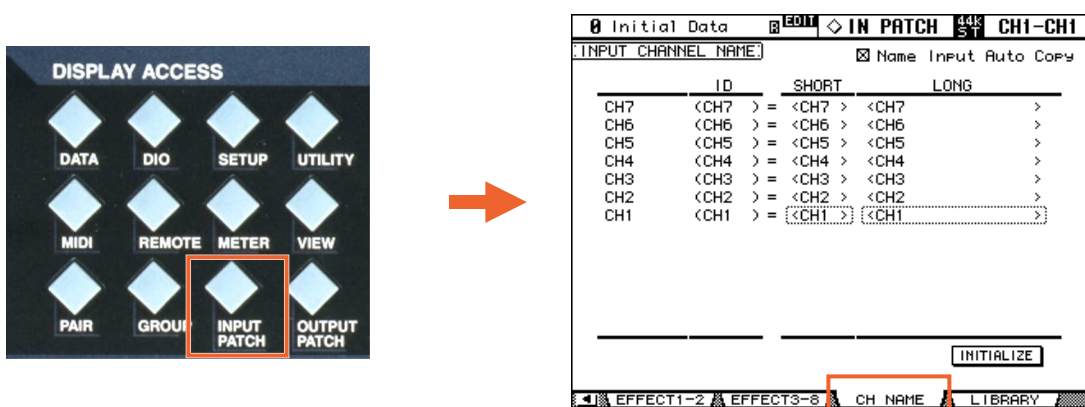 DISPLAY ACCESS
DATA DIO SETUP UTILITY
MIDI REMOTE METER VIEW
PAIR GROUP INPUT PATCH OUTPUT PATCH
0 Initial Data EDIT IN PATCH 44K ST CH1-CH1
INPUT CHANNEL NAME Name Input Auto Copy
ID SHORT LONG
CH7 (CH7 ) = <CH7 > <CH7 >
CH6 (CH6 ) = <CH6 > <CH6 >
CH5 (CH5 ) = <CH5 > <CH5 >
CH4 (CH4 ) = <CH4 > <CH4 >
CH3 (CH3 ) = <CH3 > <CH3 >
CH2 (CH2 ) = <CH2 > <CH2 >
CH1 (CH1 ) = <CH1 > <CH1 >
INITIALIZE
EFFECT1-2 EFFECT3-8 CH NAME LIBRARY